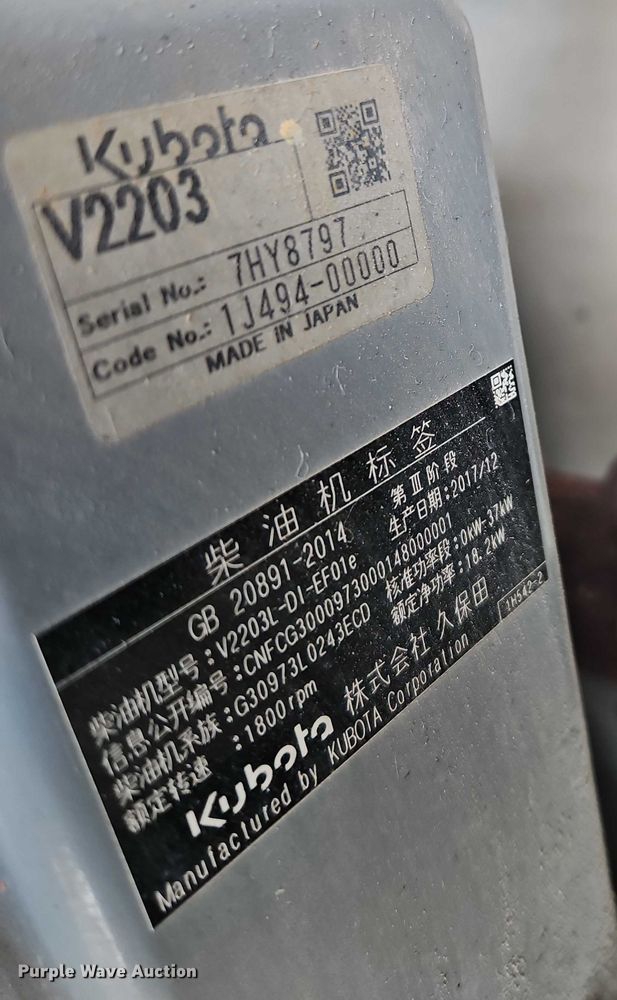 Kubota
V2203
Serial No.: 7HY8797
Code No.: 1J494-00000
MADE IN JAPAN
柴油机标签
GB 20891-2014 第Ⅲ阶段
柴油机型号:V2203L-DI-EF01e 生产日期:2017/12
信息公开编号:CNFCG3000973000148000001
柴油机系族:G30973L0243ECD 核准功率段:0kW-37kW
额定转速:1800rpm 额定净功率:18.2kW
Kubota 株式会社 久保田
Manufactured by KUBOTA Corporation
1H542-2
Purple Wave Auction